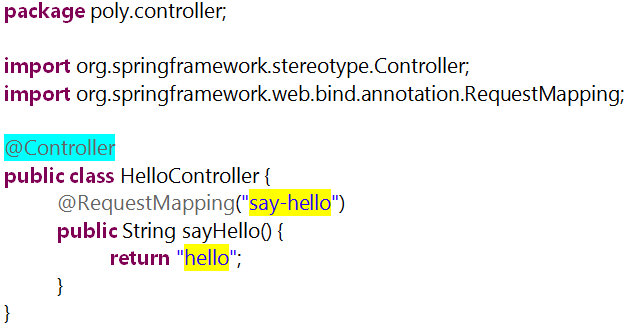 package poly.controller;
import org.springframework.stereotype.Controller;
import org.springframework.web.bind.annotation.RequestMapping;
@Controller
public class HelloController {
@RequestMapping("say-hello")
public String sayHello() {
return "hello";
}
}